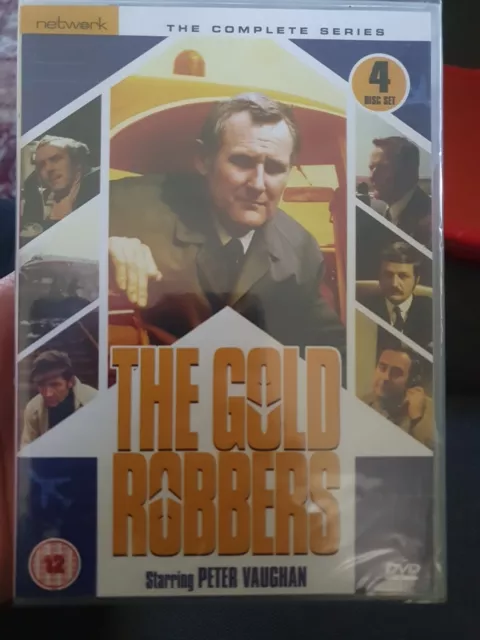 network
THE COMPLETE SERIES
4
DISC SET
THE GOLD
ROBBERS
12
Starring PETER VAUGHAN
DVD